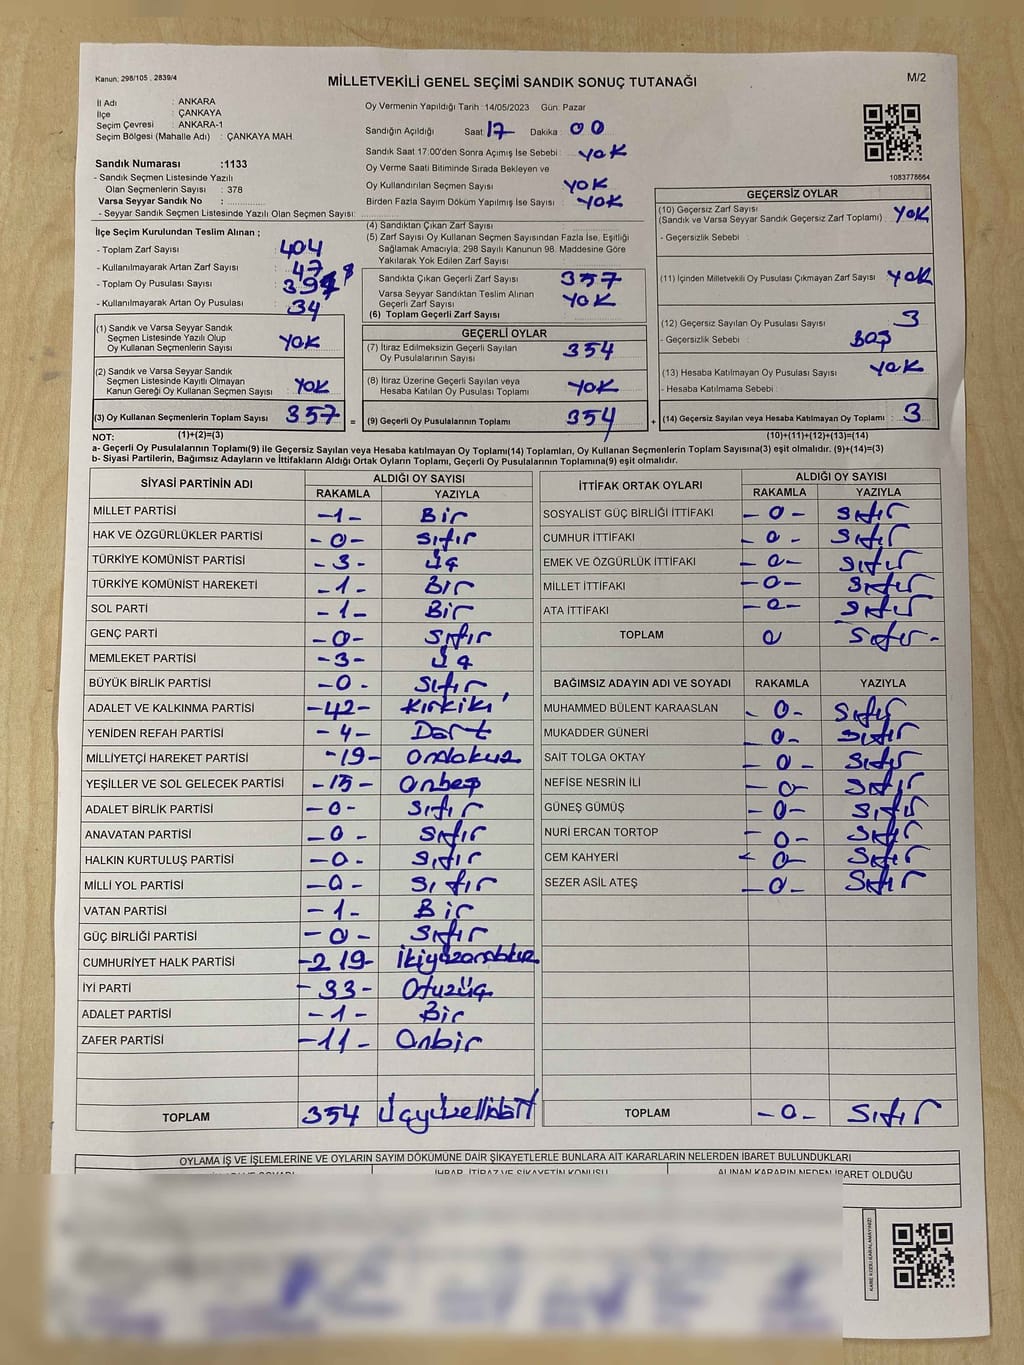 Kanun; 298/105 , 2839/4
MİLLETVEKİLİ GENEL SEÇİMİ SANDIK SONUÇ TUTANAĞI
M/2
İl Adı : ANKARA
İlçe : ÇANKAYA
Seçim Çevresi : ANKARA-1
Seçim Bölgesi (Mahalle Adı) : ÇANKAYA MAH
Sandık Numarası :1133
- Sandık Seçmen Listesinde Yazılı
Olan Seçmenlerin Sayısı : 378
Varsa Seyyar Sandık No :
- Seyyar Sandık Seçmen Listesinde Yazılı Olan Seçmen Sayısı:
Oy Vermenin Yapıldığı Tarih :14/05/2023 Gün: Pazar
Sandığın Açıldığı Saat 17 Dakika : 00
Sandık Saat 17:00'den Sonra Açımış İse Sebebi : YOK
Oy Verme Saati Bitiminde Sırada Bekleyen ve
Oy Kullandırılan Seçmen Sayısı YOK
Birden Fazla Sayım Döküm Yapılmış İse Sayısı : YOK
1083778664
İlçe Seçim Kurulundan Teslim Alınan ;
- Toplam Zarf Sayısı : 404
- Kullanılmayarak Artan Zarf Sayısı : 47
- Toplam Oy Pusulası Sayısı :
- Kullanılmayarak Artan Oy Pusulası : 34
(1) Sandık ve Varsa Seyyar Sandık
Seçmen Listesinde Yazılı Olup
Oy Kullanan Seçmenlerin Sayısı YOK
(2) Sandık ve Varsa Seyyar Sandık
Seçmen Listesinde Kayıtlı Olmayan
Kanun Gereği Oy Kullanan Seçmen Sayısı : YOK
(3) Oy Kullanan Seçmenlerin Toplam Sayısı 357 =
(4) Sandıktan Çıkan Zarf Sayısı :
(5) Zarf Sayısı Oy Kullanan Seçmen Sayısından Fazla İse, Eşitliği
Sağlamak Amacıyla; 298 Sayılı Kanunun 98. Maddesine Göre
Yakılarak Yok Edilen Zarf Sayısı :
Sandıkta Çıkan Geçerli Zarf Sayısı : 357
Varsa Seyyar Sandıktan Teslim Alınan
Geçerli Zarf Sayısı : YOK
(6) Toplam Geçerli Zarf Sayısı :
GEÇERLİ OYLAR
(7) İtiraz Edilmeksizin Geçerli Sayılan
Oy Pusulalarının Sayısı : 354
(8) İtiraz Üzerine Geçerli Sayılan veya
Hesaba Katılan Oy Pusulası Toplamı : YOK
(9) Geçerli Oy Pusulalarının Toplamı : 354 +
GEÇERSİZ OYLAR
(10) Geçersiz Zarf Sayısı
(Sandık ve Varsa Seyyar Sandık Geçersiz Zarf Toplamı) : YOK
- Geçersizlik Sebebi :
(11) İçinden Milletvekili Oy Pusulası Çıkmayan Zarf Sayısı : YOK
(12) Geçersiz Sayılan Oy Pusulası Sayısı : 3
- Geçersizlik Sebebi : BOŞ
(13) Hesaba Katılmayan Oy Pusulası Sayısı : YOK
- Hesaba Katılmama Sebebi :
(14) Geçersiz Sayılan veya Hesaba Katılmayan Oy Toplamı : 3
NOT: (1)+(2)=(3) (10)+(11)+(12)+(13)=(14)
a- Geçerli Oy Pusulalarının Toplamı(9) ile Geçersiz Sayılan veya Hesaba katılmayan Oy Toplamı(14) Toplamları, Oy Kullanan Seçmenlerin Toplam Sayısına(3) eşit olmalıdır. (9)+(14)=(3)
b- Siyasi Partilerin, Bağımsız Adayların ve İttifakların Aldığı Ortak Oyların Toplamı, Geçerli Oy Pusulalarının Toplamına(9) eşit olmalıdır.
SİYASİ PARTİNİN ADI ALDIĞI OY SAYISI
RAKAMLA YAZIYLA
MİLLET PARTİSİ -1- Bir
HAK VE ÖZGÜRLÜKLER PARTİSİ -0- Sıfır
TÜRKİYE KOMÜNİST PARTİSİ -3- Üç
TÜRKİYE KOMÜNİST HAREKETİ -1- Bir
SOL PARTİ -1- Bir
GENÇ PARTİ -0- Sıfır
MEMLEKET PARTİSİ -3- Üç
BÜYÜK BİRLİK PARTİSİ -0- Sıfır
ADALET VE KALKINMA PARTİSİ -42- Kırkiki
YENİDEN REFAH PARTİSİ -4- Dört
MİLLİYETÇİ HAREKET PARTİSİ -19- Ondokuz
YEŞİLLER VE SOL GELECEK PARTİSİ -15- Onbeş
ADALET BİRLİK PARTİSİ -0- Sıfır
ANAVATAN PARTİSİ -0- Sıfır
HALKIN KURTULUŞ PARTİSİ -0- Sıfır
MİLLİ YOL PARTİSİ -0- Sıfır
VATAN PARTİSİ -1- Bir
GÜÇ BİRLİĞİ PARTİSİ -0- Sıfır
CUMHURİYET HALK PARTİSİ -219- İkiyüzondokuz
İYİ PARTİ -33- Otuzüç
ADALET PARTİSİ -1- Bir
ZAFER PARTİSİ -11- Onbir
TOPLAM 354 Üçyüzellidört
İTTİFAK ORTAK OYLARI ALDIĞI OY SAYISI
RAKAMLA YAZIYLA
SOSYALİST GÜÇ BİRLİĞİ İTTİFAKI -0- Sıfır
CUMHUR İTTİFAKI -0- Sıfır
EMEK VE ÖZGÜRLÜK İTTİFAKI -0- Sıfır
MİLLET İTTİFAKI -0- Sıfır
ATA İTTİFAKI -0- Sıfır
TOPLAM 0 Sıfır-
BAĞIMSIZ ADAYIN ADI VE SOYADI RAKAMLA YAZIYLA
MUHAMMED BÜLENT KARAASLAN -0- Sıfır
MUKADDER GÜNERİ -0- Sıfır
SAİT TOLGA OKTAY -0- Sıfır
NEFİSE NESRİN İLİ -0- Sıfır
GÜNEŞ GÜMÜŞ -0- Sıfır
NURİ ERCAN TORTOP -0- Sıfır
CEM KAHYERİ -0- Sıfır
SEZER ASİL ATEŞ -0- Sıfır
TOPLAM -0- Sıfır
OYLAMA İŞ VE İŞLEMLERİNE VE OYLARIN SAYIM DÖKÜMÜNE DAİR ŞİKAYETLERLE BUNLARA AİT KARARLARIN NELERDEN İBARET BULUNDUKLARI
İHBAR, İTİRAZ VE ŞİKAYETİN KONUSU ALINAN KARARIN NEDEN İBARET OLDUĞU
KARE KODU KARALAMAYINIZ!